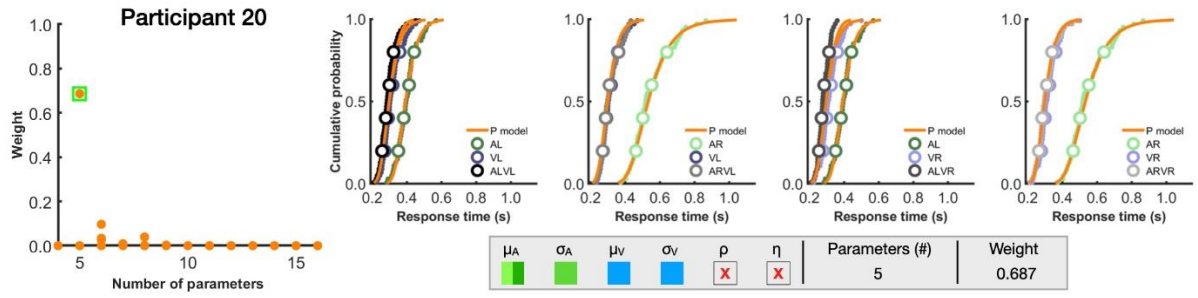 Participant 20
Weight
1.0
0.8
0.6
0.4
0.2
0.0
5
10
15
Number of parameters
Cumulative probability
1.0
0.5
0.0
P model
AL
VL
ALVL
0.2 0.4 0.6 0.8 1.0
Response time (s)
1.0
0.5
0.0
P model
AR
VL
ARVL
0.2 0.4 0.6 0.8 1.0
Response time (s)
1.0
0.5
0.0
P model
AL
VR
ALVR
0.2 0.4 0.6 0.8 1.0
Response time (s)
1.0
0.5
0.0
P model
AR
VR
ARVR
0.2 0.4 0.6 0.8 1.0
Response time (s)
μA σA μV σV ρ η Parameters (#) Weight
X X 5 0.687